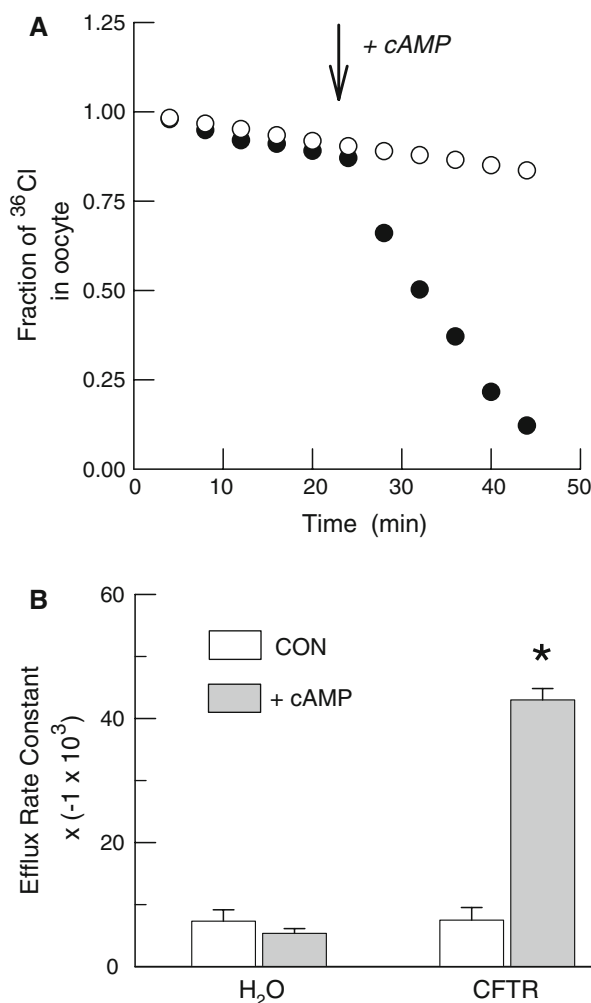 A
+ cAMP
1.25
1.00
0.75
0.50
0.25
0.00
Fraction of ³⁶Cl
in oocyte
0 10 20 30 40 50
Time (min)
B
60
40
20
0
Efflux Rate Constant
x (-1 x 10³)
CON
+ cAMP
*
H₂O CFTR